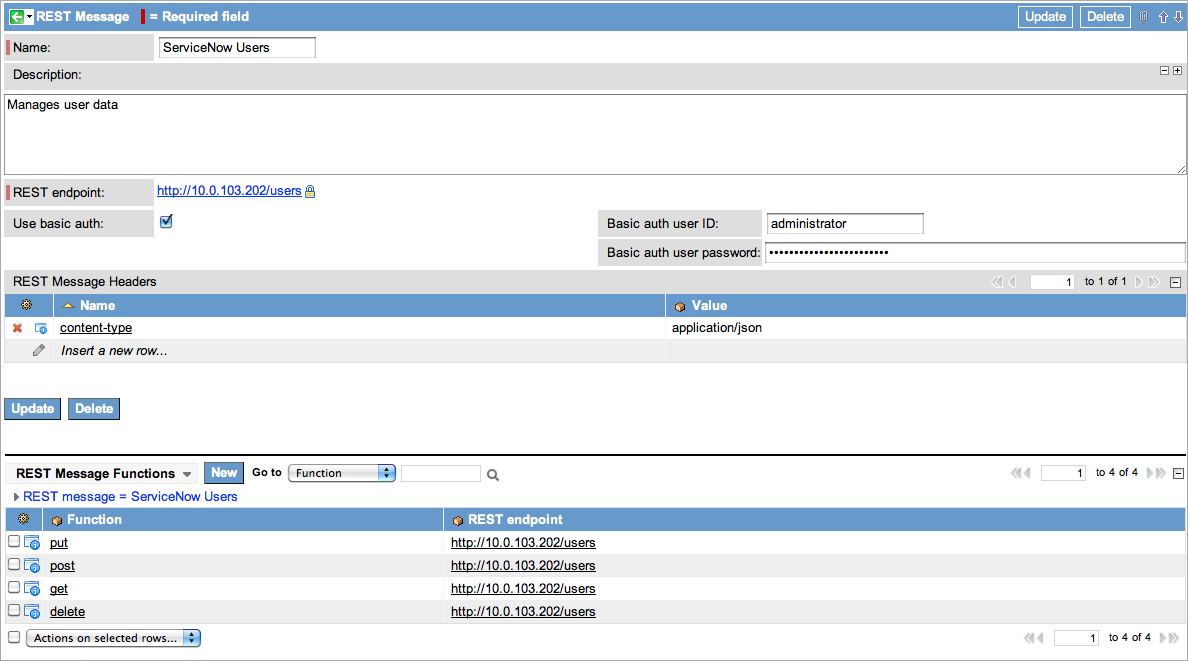 REST Message = Required field Update Delete
Name: ServiceNow Users
Description:
Manages user data
REST endpoint: http://10.0.103.202/users
Use basic auth: Basic auth user ID: administrator
Basic auth user password: ••••••••••••••••••••••••
REST Message Headers 1 to 1 of 1
Name Value
content-type application/json
Insert a new row...
Update Delete
REST Message Functions New Go to Function 1 to 4 of 4
REST message = ServiceNow Users
Function REST endpoint
put http://10.0.103.202/users
post http://10.0.103.202/users
get http://10.0.103.202/users
delete http://10.0.103.202/users
Actions on selected rows... 1 to 4 of 4